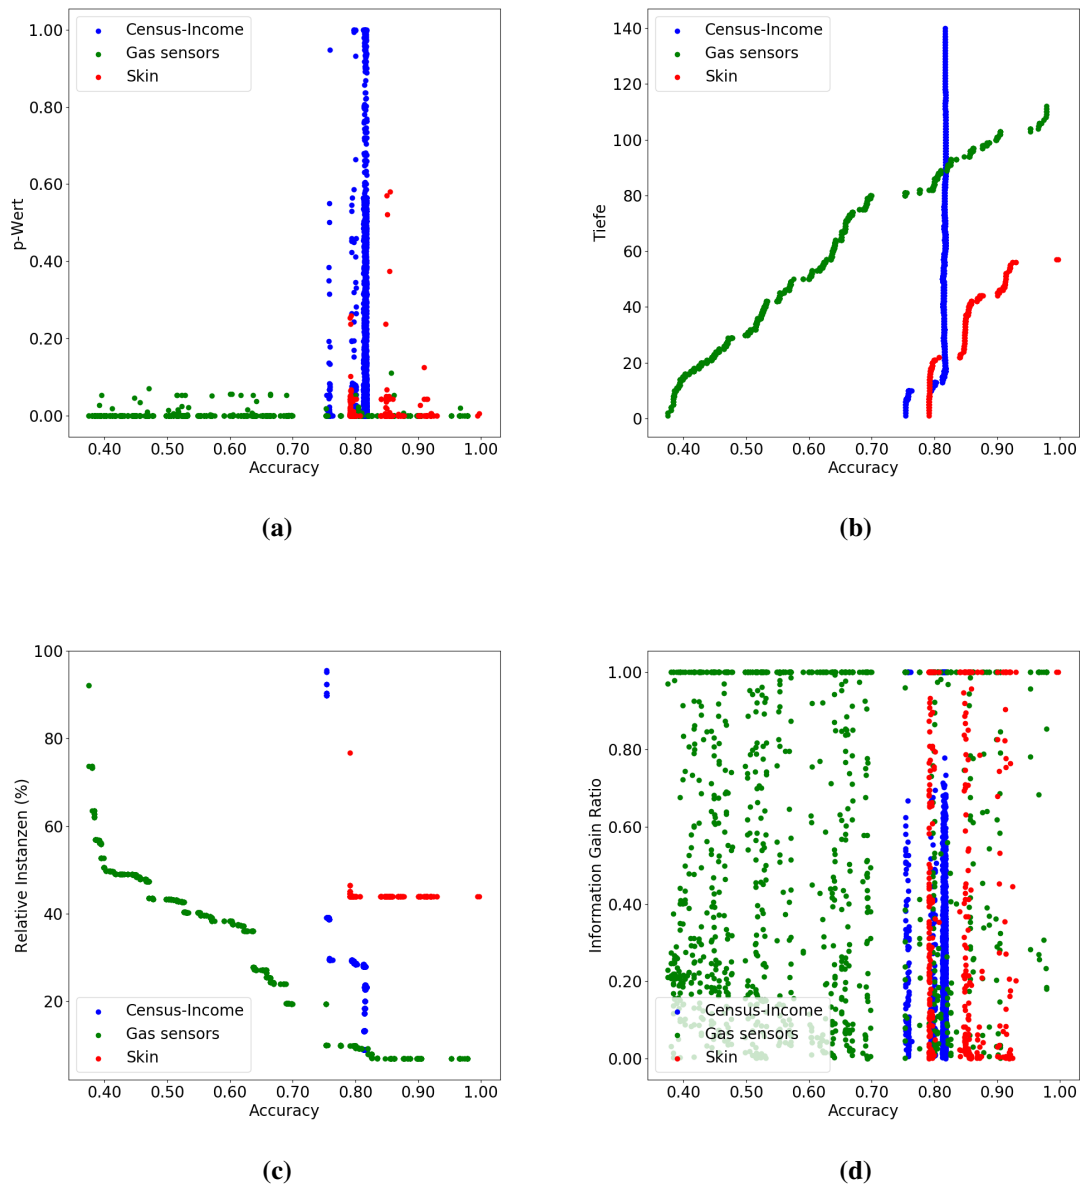 1.00
0.80
0.60
0.40
0.20
0.00
p-Wert
0.40 0.50 0.60 0.70 0.80 0.90 1.00
Accuracy
Census-Income
Gas sensors
Skin
(a)
140
120
100
80
60
40
20
0
Tiefe
0.40 0.50 0.60 0.70 0.80 0.90 1.00
Accuracy
Census-Income
Gas sensors
Skin
(b)
100
80
60
40
20
Relative Instanzen (%)
0.40 0.50 0.60 0.70 0.80 0.90 1.00
Accuracy
Census-Income
Gas sensors
Skin
(c)
1.00
0.80
0.60
0.40
0.20
0.00
Information Gain Ratio
0.40 0.50 0.60 0.70 0.80 0.90 1.00
Accuracy
Census-Income
Gas sensors
Skin
(d)